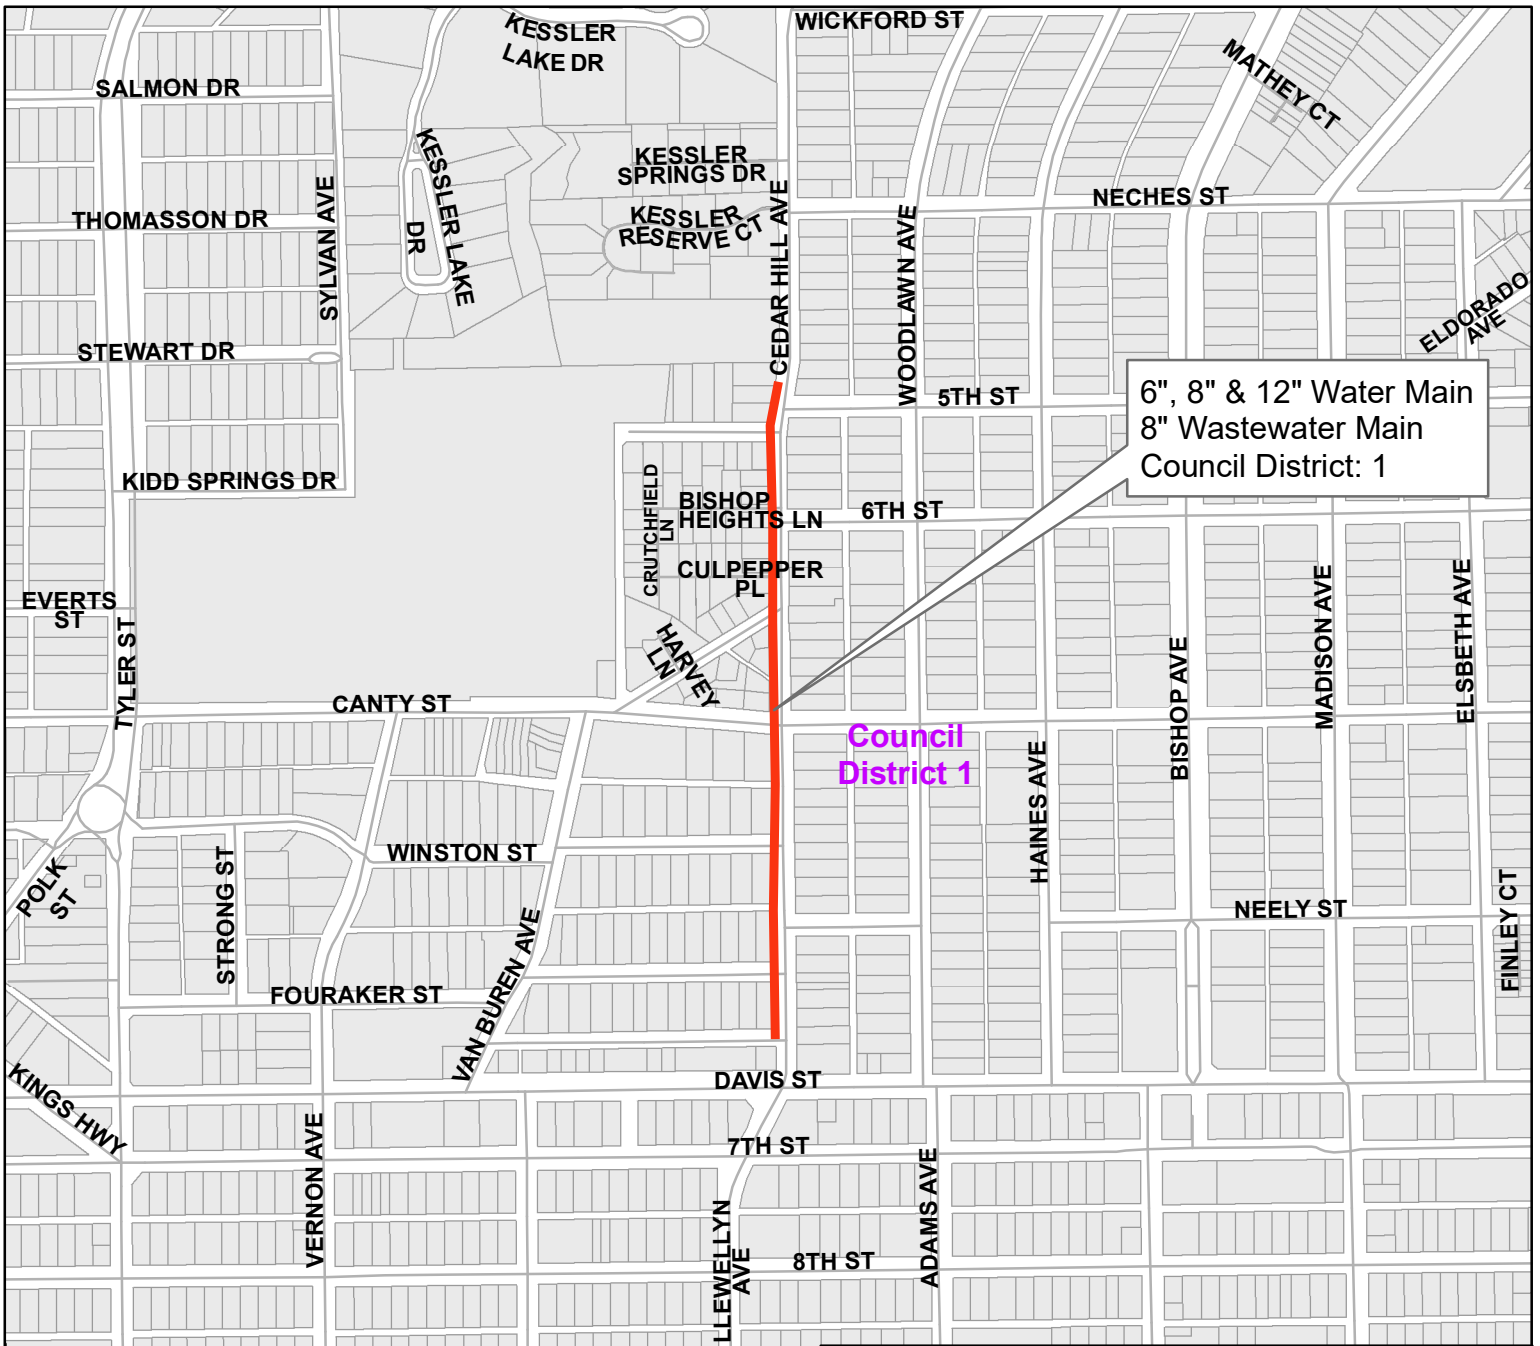 WICKFORD ST
KESSLER
LAKE DR
MATHEY CT
SALMON DR
KESSLER
SPRINGS DR
KESSLER LAKE
DR
NECHES ST
THOMASSON DR
SYLVAN AVE
KESSLER
RESERVE CT
CEDAR HILL AVE
WOODLAWN AVE
ELDORADO
AVE
STEWART DR
5TH ST
6", 8" & 12" Water Main
8" Wastewater Main
Council District: 1
KIDD SPRINGS DR
CRUTCHFIELD
LN
BISHOP
HEIGHTS LN
6TH ST
CULPEPPER
PL
EVERTS
ST
TYLER ST
HARVEY
LN
BISHOP AVE
MADISON AVE
ELSBETH AVE
CANTY ST
Council
District 1
HAINES AVE
WINSTON ST
POLK
ST
STRONG ST
VAN BUREN AVE
NEELY ST
FINLEY CT
FOURAKER ST
KINGS HWY
DAVIS ST
VERNON AVE
7TH ST
ADAMS AVE
LLEWELLYN
AVE
8TH ST